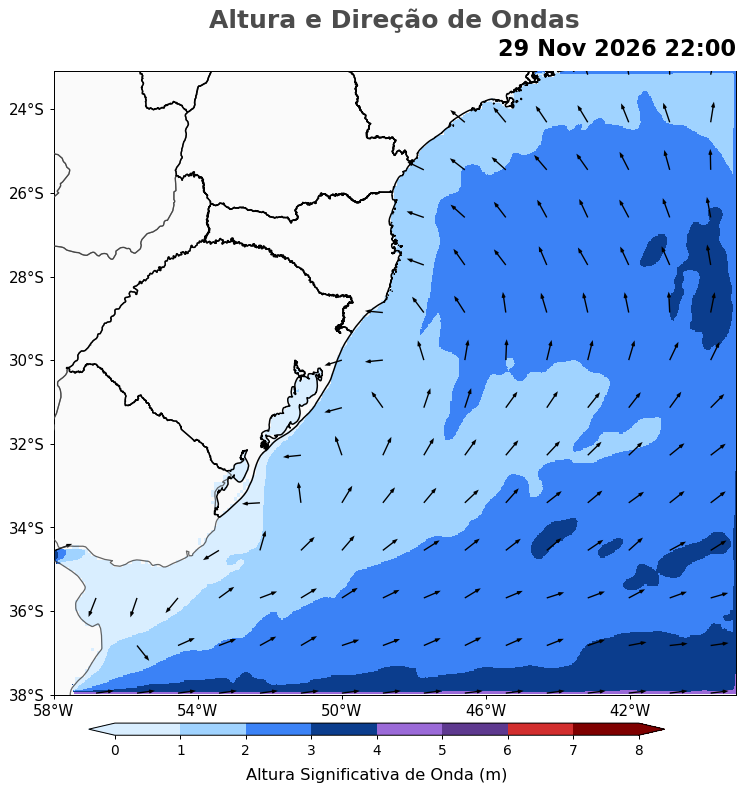 Altura e Direção de Ondas
29 Nov 2026 22:00
24°S
26°S
28°S
30°S
32°S
34°S
36°S
38°S
58°W 54°W 50°W 46°W 42°W
0 1 2 3 4 5 6 7 8
Altura Significativa de Onda (m)